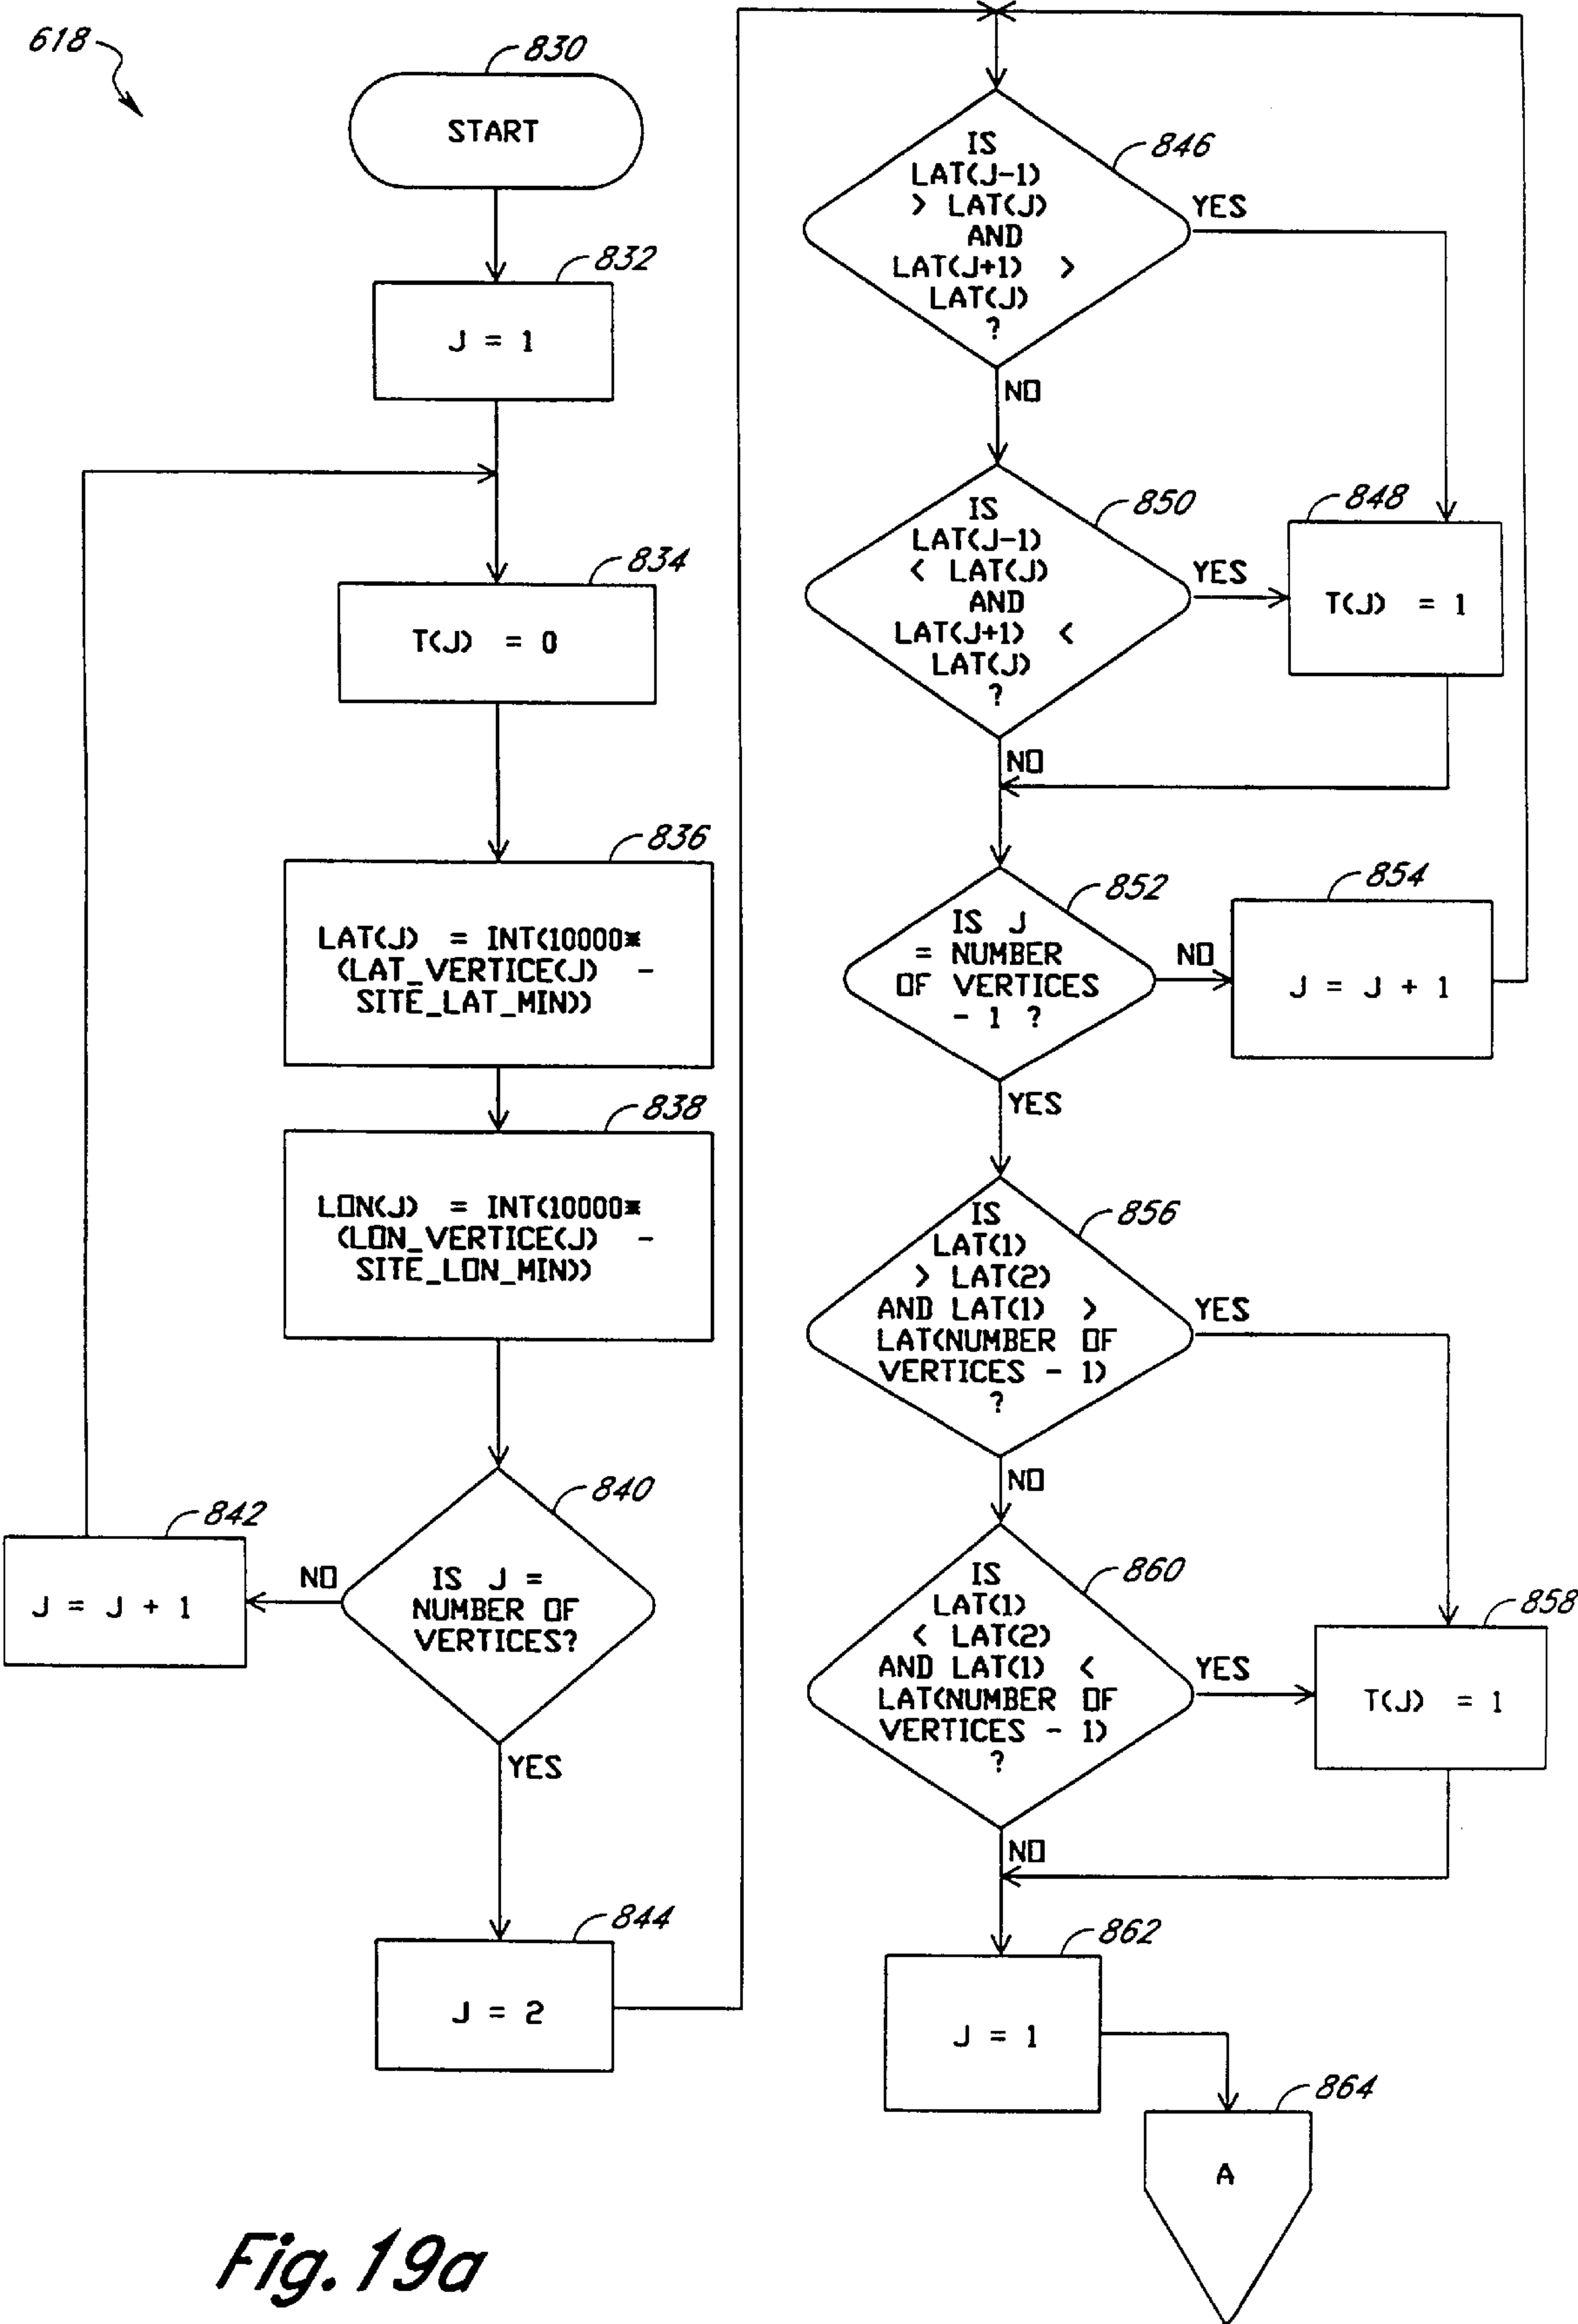 618
830
START
832
J = 1
834
T(J) = 0
836
LAT(J) = INT(10000*
(LAT_VERTICE(J) -
SITE_LAT_MIN))
838
LON(J) = INT(10000*
(LON_VERTICE(J) -
SITE_LON_MIN))
840
IS J =
NUMBER OF
VERTICES?
NO
842
J = J + 1
YES
844
J = 2
846
IS
LAT(J-1)
> LAT(J)
AND
LAT(J+1) >
LAT(J)
?
YES
NO
850
IS
LAT(J-1)
< LAT(J)
AND
LAT(J+1) <
LAT(J)
?
YES
848
T(J) = 1
NO
852
IS J
= NUMBER
OF VERTICES
- 1 ?
NO
854
J = J + 1
YES
856
IS
LAT(1)
> LAT(2)
AND LAT(1) >
LAT(NUMBER OF
VERTICES - 1)
?
YES
NO
860
IS
LAT(1)
< LAT(2)
AND LAT(1) <
LAT(NUMBER OF
VERTICES - 1)
?
YES
858
T(J) = 1
NO
862
J = 1
864
A
Fig. 19a